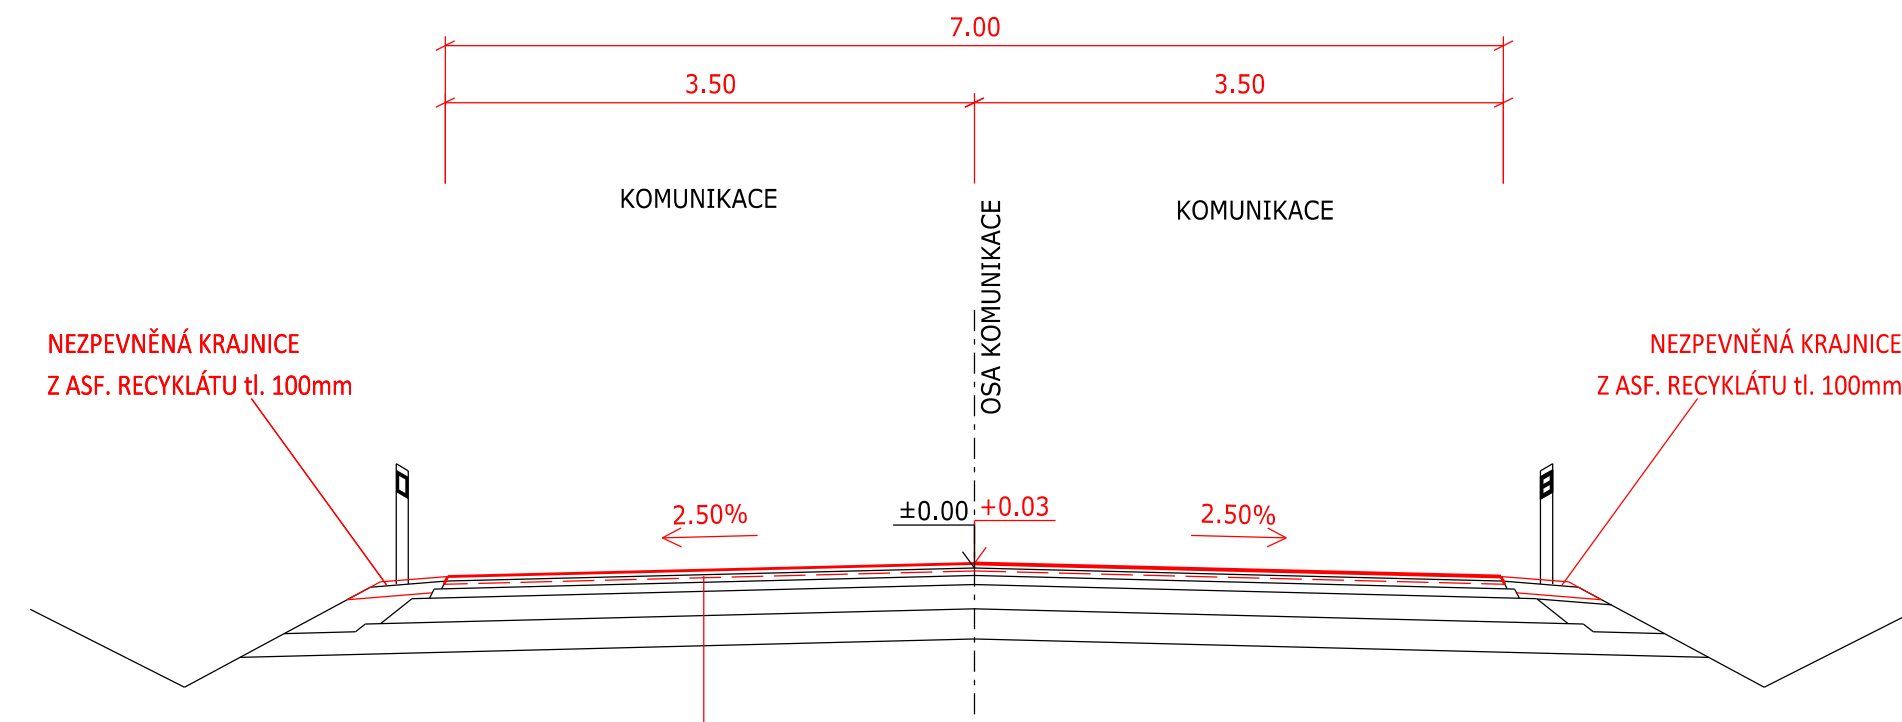 7.00
3.50
3.50
KOMUNIKACE
KOMUNIKACE
OSA KOMUNIKACE
NEZPEVNĚNÁ KRAJNICE
Z ASF. RECYKLÁTU tl. 100mm
NEZPEVNĚNÁ KRAJNICE
Z ASF. RECYKLÁTU tl. 100mm
2.50%
±0.00
+0.03
2.50%